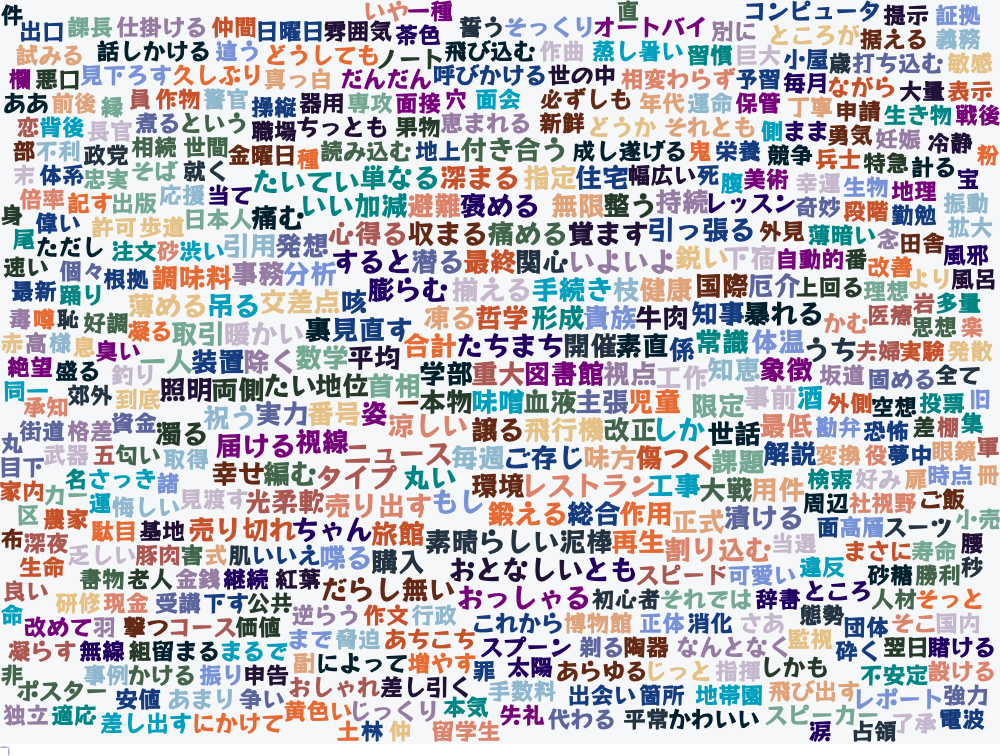 件 いや 一種 直 コンピュータ 提示 証拠
出口 課長 仕掛ける 仲間 日曜日 雰囲気 茶色 誓う そっくり オートバイ 別に ところが 据える 義務
試みる 話しかける 違う どうしても ノート 飛び込む 作曲 蒸し暑い 習慣 巨大 小屋 歳 打ち込む 敏感
欄 悪口 見下ろす 久しぶり 真っ白 だんだん 呼びかける 世の中 相変わらず 予習 毎月 ながら 大量 表示
ああ 前後 縁 員 作物 警官 操縦 器用 専攻 面接 穴 面会 必ずしも 年代 運命 保管 丁寧 申請 生き物 戦後
恋 背後 長官 煮る という 職場 ちっとも 果物 恵まれる 新鮮 どうか それとも 側 まま 勇気 妊娠 冷静
部 不利 政党 相続 世間 金曜日 種 読み込む 地上 付き合う 成し遂げる 鬼 栄養 競争 兵士 特急 計る 粉
末 体系 忠実 そば 就く たいてい 単なる 深まる 指定 住宅 幅広い 死 腹 美術 幸運 生物 地理 宝
倍率 記す 出版 応援 当て いい加減 避難 褒める 無限 整う 持続 レッスン 奇妙 段階 勤勉 振動
身 偉い 許可 歩道 日本人 痛む 心得る 収まる 痛める 覚ます 引っ張る 外見 薄暗い 念 田舎 拡大
尾 ただし 注文 砂 渋い 引用 発想 すると 潜る 最終 関心 いよいよ 鋭い 下宿 自動的 番 改善 より 風邪
速い 個々 根拠 調味料 事務 分析 膨らむ 揃える 手続き 枝 健康 国際 厄介 上回る 理想 風呂
最新 踊り 薄める 吊る 交差点 咳 凍る 哲学 形成 貴族 牛肉 知事 暴れる かむ 医療 岩 多量
毒 噂 恥 好調 凝る 取引 暖かい 裏 見直す 合計 たちまち 開催 素直 係 常識 体温 うち 夫婦 実験 思想 楽
赤 高 様 息 臭い 一人 装置 除く 数学 平均 学部 重大 図書館 視点 工作 知恵 象徴 坂道 固める 全て 発散
絶望 盛る 釣り 照明 両側 たい 地位 首相 一 本物 味噌 血液 主張 児童 限定 事前 酒 外側 空想 投票 旧
同一 承知 郊外 到底 祝う 実力 番号 姿 涼しい 譲る 飛行機 改正 しか 世話 最低 勘弁 恐怖 差 棚 集
丸 街道 格差 資金 濁る 届ける 視線 ニュース 毎週 ご存じ 味方 傷つく 課題 解説 変換 役 夢中 眼鏡 軍
目下 武器 五 匂い 取得 幸せ 編む タイプ 丸い 環境 レストラン 工事 大戦 用件 検索 好み 扉 時点 冊
家内 カー 名 さっき 諸 見渡す 光 柔軟 売り出す もし 鍛える 総合 作用 正式 漬ける 周辺 社 視野 ご飯
区 農家 運 悔しい 駄目 基地 売り切れ ちゃん 旅館 素晴らしい 泥棒 再生 割り込む 当選 面 高層 スーツ 小売
布 深夜 乏しい 豚肉 害 式 肌 いいえ 喋る 購入 おとなしい とも スピード 可愛い 違反 まさに 寿命 腰
生命 書物 老人 金銭 継続 紅葉 だらし無い おっしゃる 初心者 それでは 辞書 ところ 砂糖 勝利 秒
良い 研修 現金 受講 下す 公共 逆らう 作文 行政 これから 博物館 正体 消化 さあ 態勢 人材 そっと
命 改めて 羽 撃つ コース 価値 まで 脅迫 あちこち スプーン 剃る 陶器 なんとなく 監視 団体 そこ 国内
凝らす 無線 組 留まる まるで 副 によって 増やす 罪 太陽 あらゆる じっと 指揮 しかも 砕く 翌日 賭ける
非 ポスター 事例 かける 振り 申告 おしゃれ 差し引く 手数料 出会い 箇所 地帯 園 飛び出す 不安定 設ける
独立 適応 安値 あまり 争い 黄色い じっくり 本気 失礼 代わる 平常 かわいい スピーカー レポート 強力
差し出す にかけて 土 林 仲 留学生 涙 占領 了承 電波